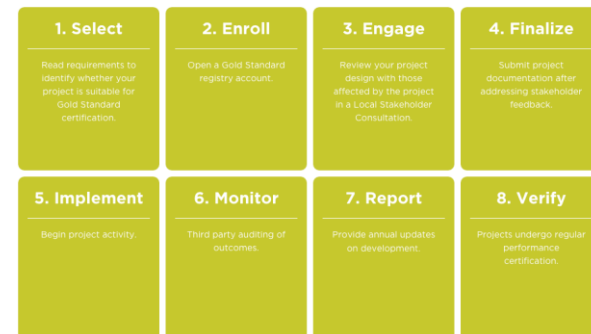 1. Select
Read requirements to
identify whether your
project is suitable for
Gold Standard
certification.
2. Enroll
Open a Gold Standard
registry account.
3. Engage
Review your project
design with those
affected by the project
in a Local Stakeholder
Consultation.
4. Finalize
Submit project
documentation after
addressing stakeholder
feedback.
5. Implement
Begin project activity.
6. Monitor
Third party auditing of
outcomes.
7. Report
Provide annual updates
on development.
8. Verify
Projects undergo regular
performance
certification.